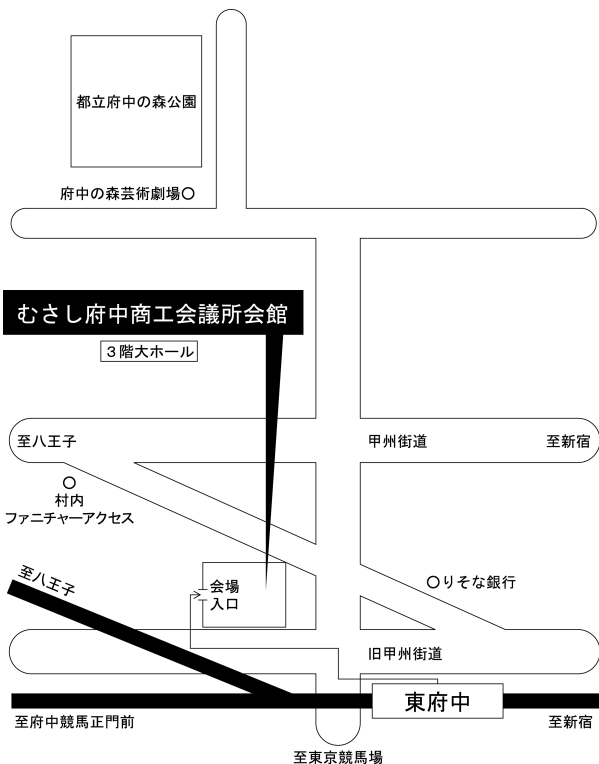 都立府中の森公園
府中の森芸術劇場
むさし府中商工会議所会館
3階大ホール
至八王子
甲州街道
至新宿
村内
ファニチャーアクセス
至八王子
会場
入口
りそな銀行
旧甲州街道
東府中
至府中競馬正門前
至新宿
至東京競馬場